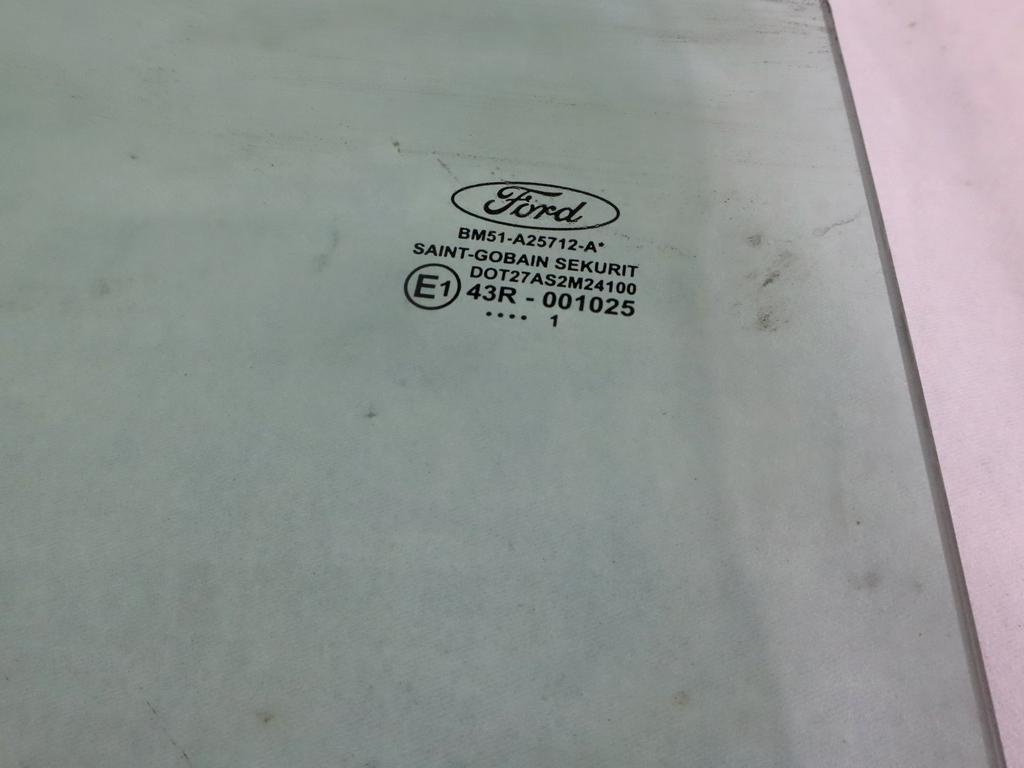 Ford
BM51-A25712-A*
SAINT-GOBAIN SEKURIT
DOT27AS2M24100
E1 43R - 001025
.... 1